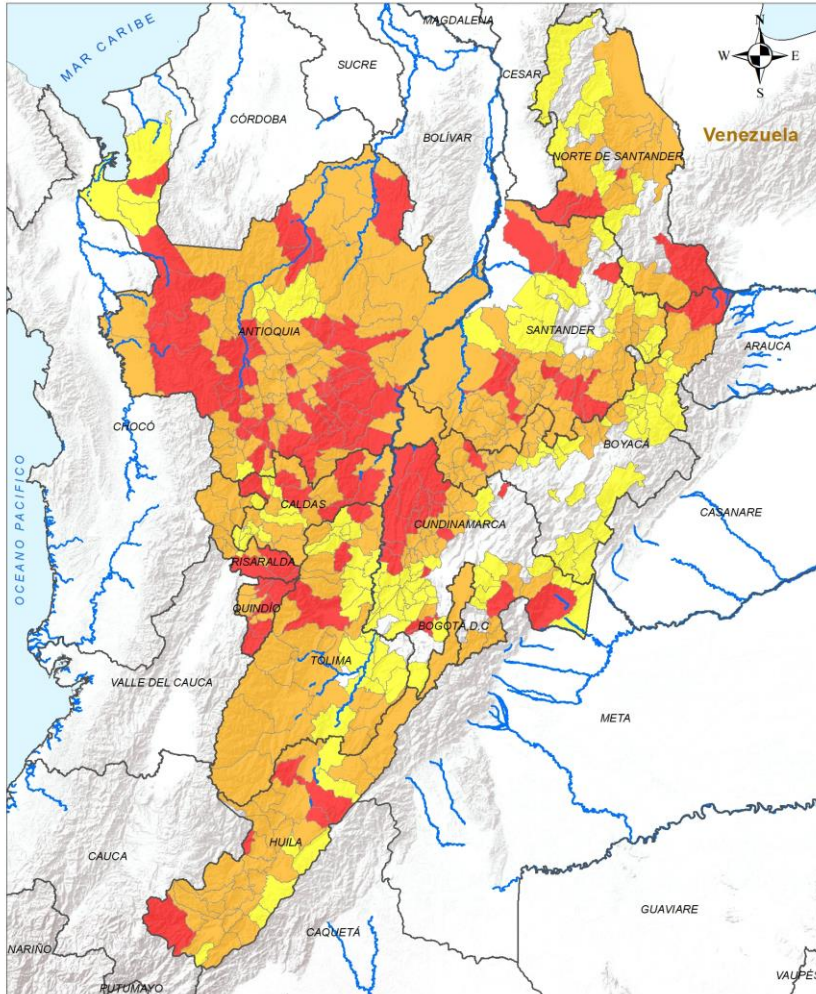 MAGDALENA
N
MAR CARIBE
SUCRE
CESAR
W
E
S
CÓRDOBA
BOLÍVAR
Venezuela
NORTE DE SANTANDER
ANTIOQUIA
SANTANDER
ARAUCA
CHOCÓ
BOYACÁ
OCEANO PACIFICO
CALDAS
CASANARE
CUNDINAMARCA
RISARALDA
QUINDÍO
BOGOTÁ, D.C
TOLIMA
VALLE DEL CAUCA
META
HUILA
CAUCA
GUAVIARE
CAQUETÁ
NARIÑO
PUTUMAYO
VAUPÉS